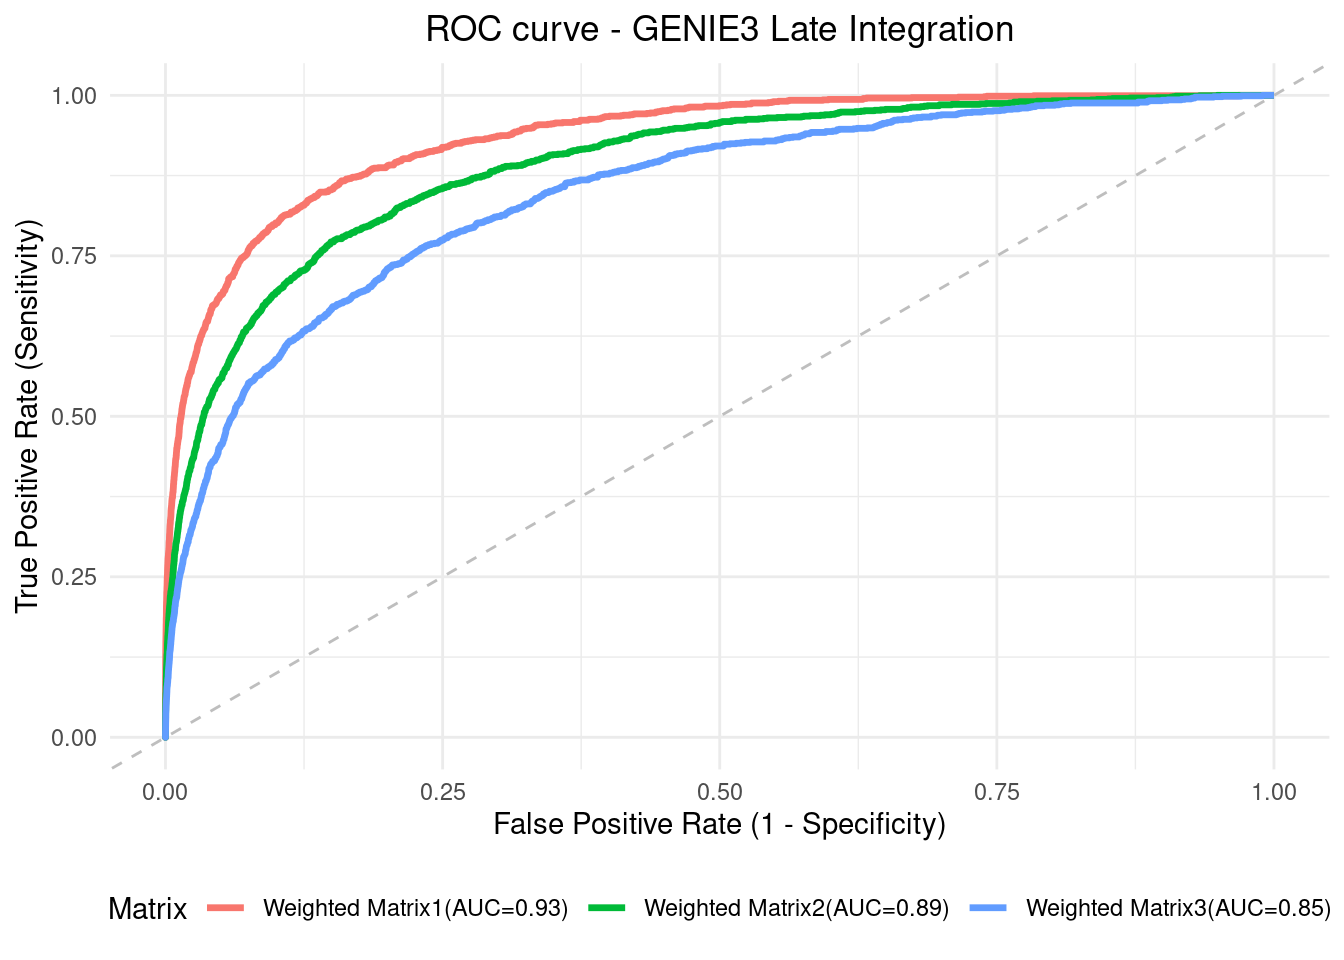 ROC curve - GENIE3 Late Integration
True Positive Rate (Sensitivity)
1.00
0.75
0.50
0.25
0.00
0.00 0.25 0.50 0.75 1.00
False Positive Rate (1 - Specificity)
Matrix Weighted Matrix1(AUC=0.93) Weighted Matrix2(AUC=0.89) Weighted Matrix3(AUC=0.85)